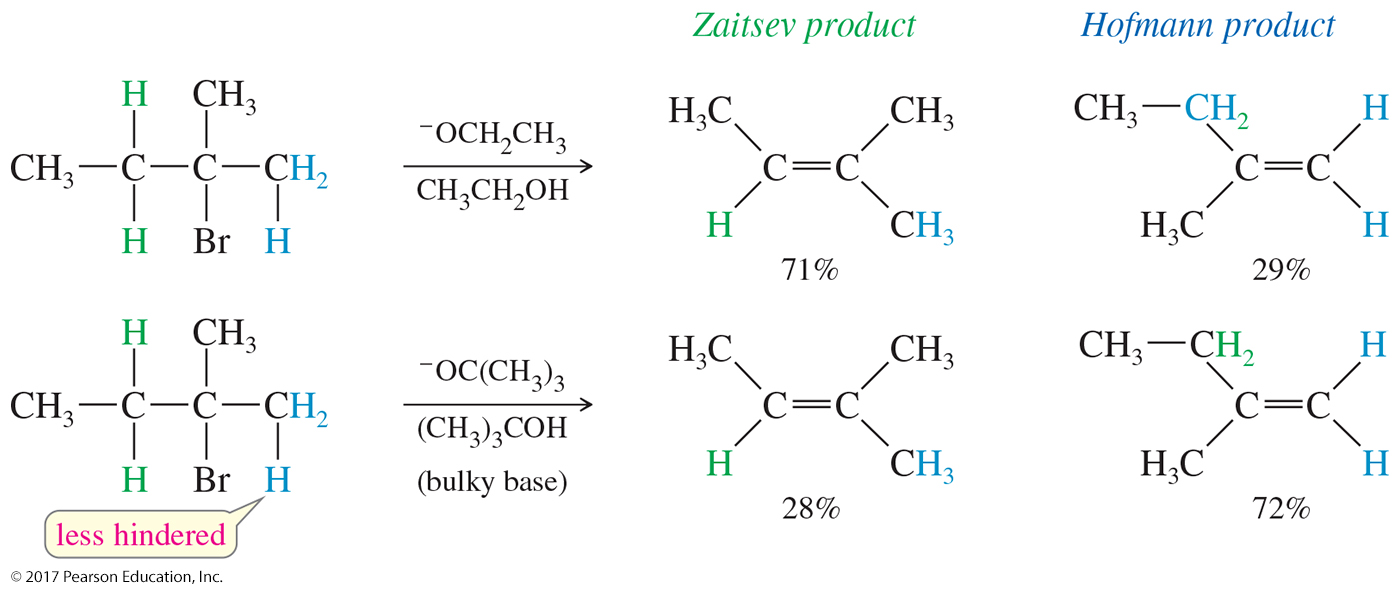 Zaitsev product Hofmann product
H CH₃
CH₃—C—C—CH₂
H Br H
⁻OCH₂CH₃
CH₃CH₂OH
H₃C CH₃
C=C
H CH₃
71%
CH₃—CH₂ H
C=C
H₃C H
29%
H CH₃
CH₃—C—C—CH₂
H Br H
less hindered
⁻OC(CH₃)₃
(CH₃)₃COH
(bulky base)
H₃C CH₃
C=C
H CH₃
28%
CH₃—CH₂ H
C=C
H₃C H
72%
© 2017 Pearson Education, Inc.